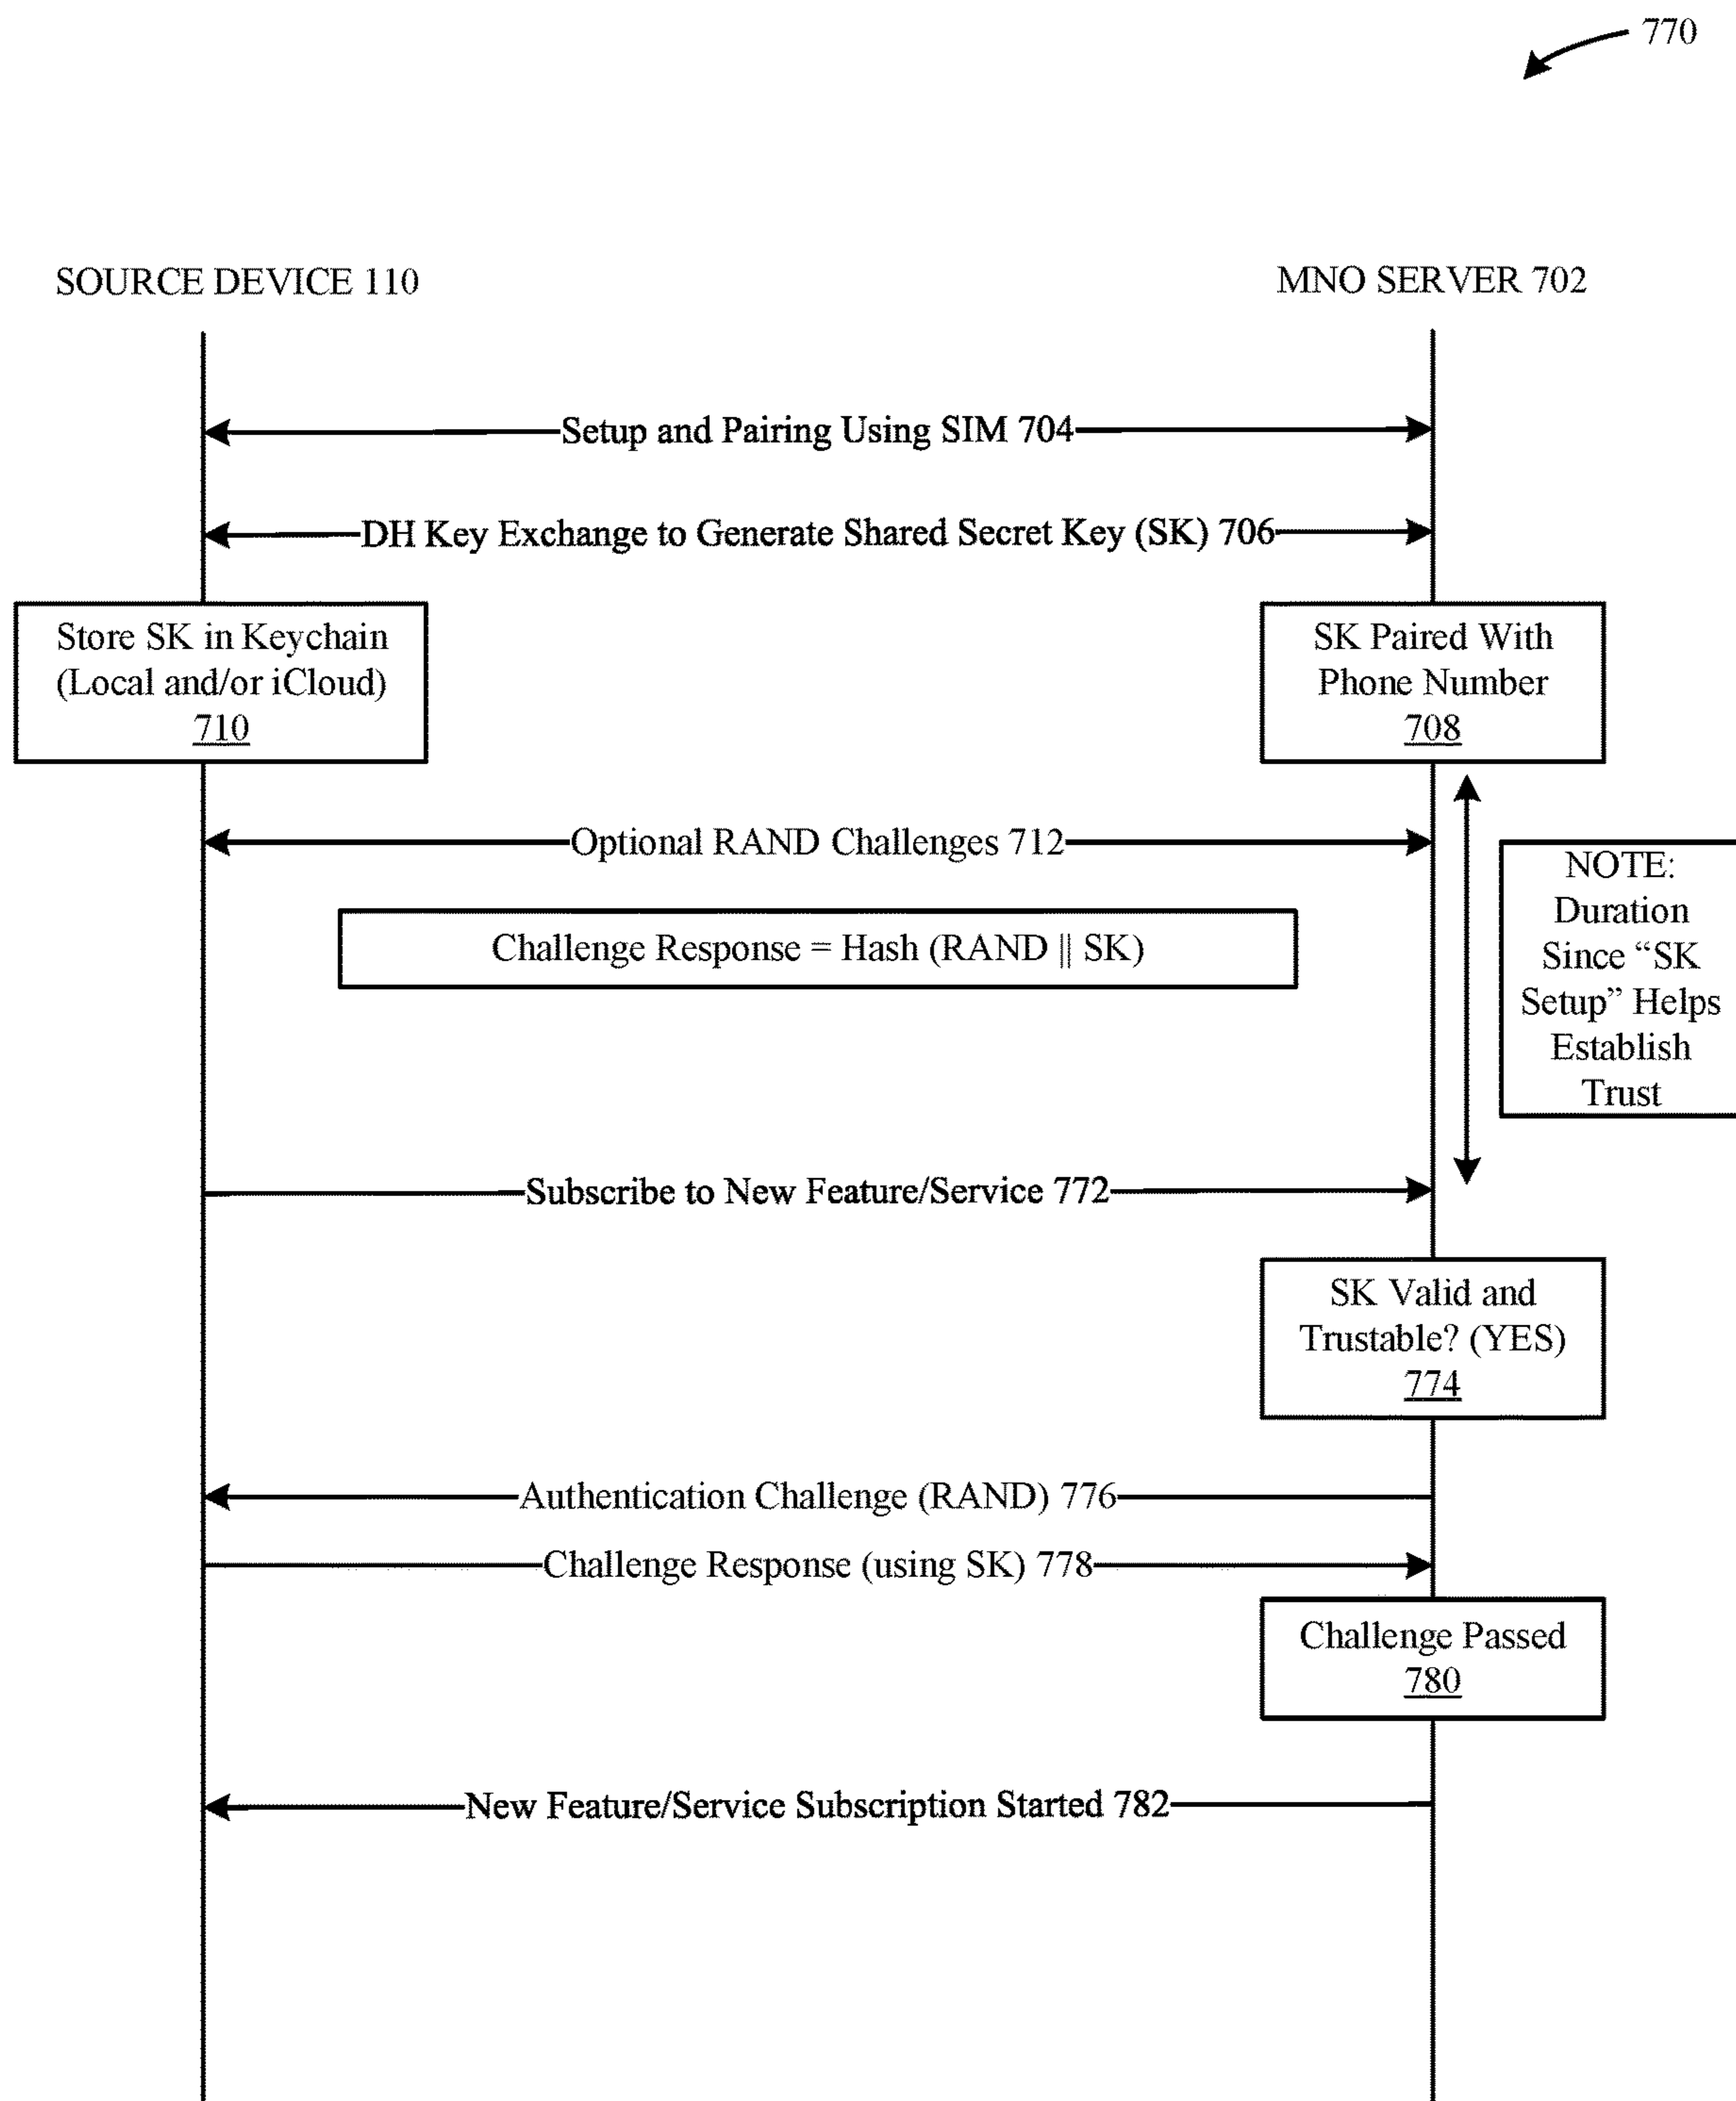 770
SOURCE DEVICE 110
MNO SERVER 702
Setup and Pairing Using SIM 704
DH Key Exchange to Generate Shared Secret Key (SK) 706
Store SK in Keychain
(Local and/or iCloud)
710
SK Paired With
Phone Number
708
Optional RAND Challenges 712
NOTE:
Duration
Since “SK
Setup” Helps
Establish
Trust
Challenge Response = Hash (RAND || SK)
Subscribe to New Feature/Service 772
SK Valid and
Trustable? (YES)
774
Authentication Challenge (RAND) 776
Challenge Response (using SK) 778
Challenge Passed
780
New Feature/Service Subscription Started 782